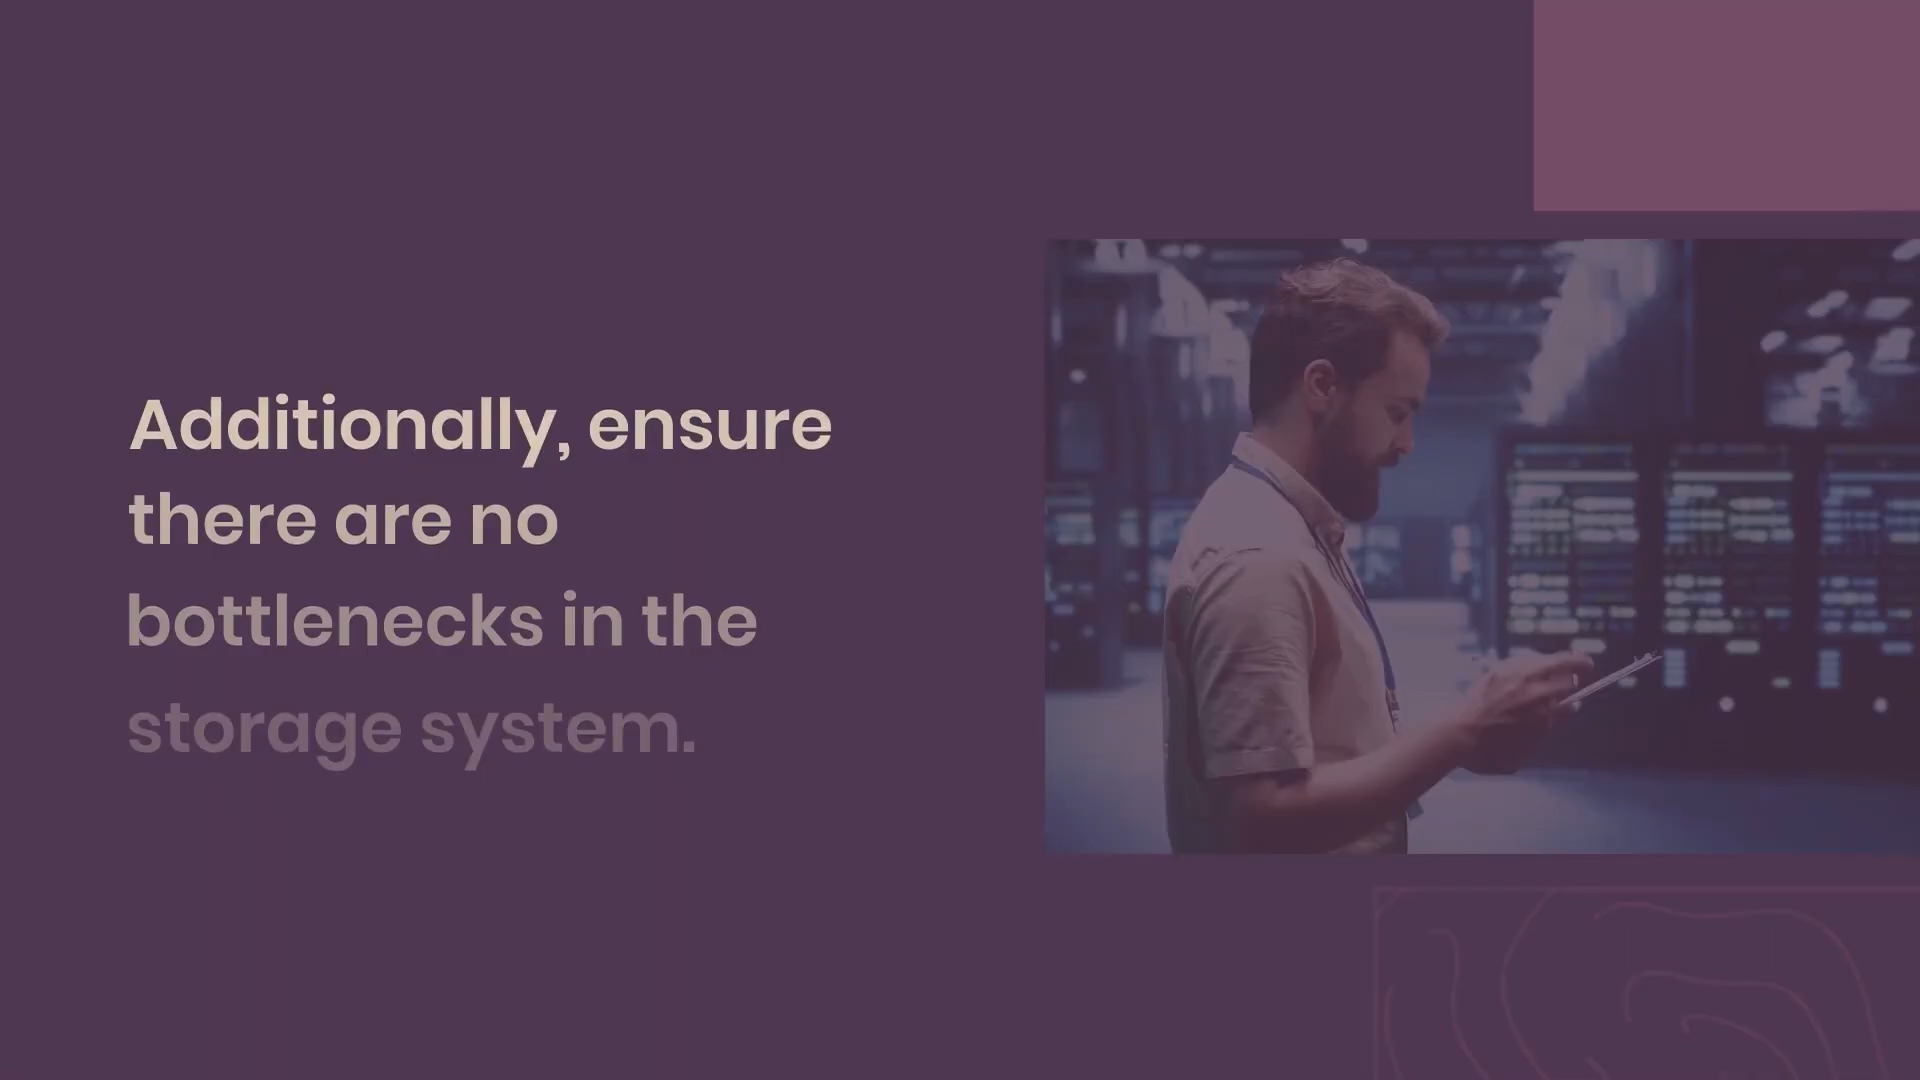 Additionally, ensure
there are no
bottlenecks in the
storage system.